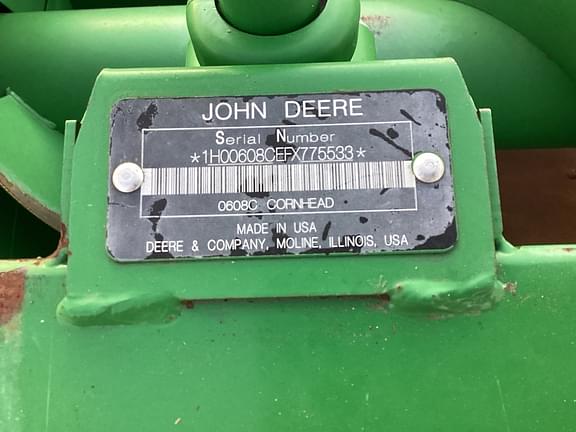 JOHN DEERE
Serial Number
*1H00608CEFX775533*
0608C CORNHEAD
MADE IN USA
DEERE & COMPANY, MOLINE, ILLINOIS, USA